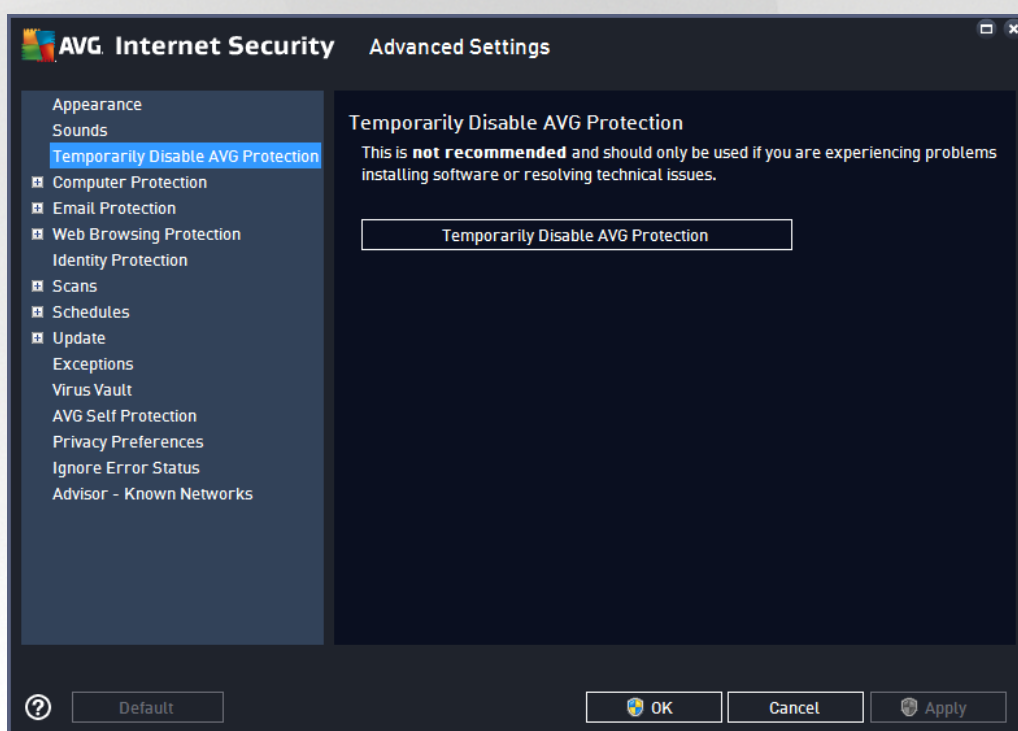 AVG Internet Security Advanced Settings
Appearance
Sounds
Temporarily Disable AVG Protection
Computer Protection
Email Protection
Web Browsing Protection
Identity Protection
Scans
Schedules
Update
Exceptions
Virus Vault
AVG Self Protection
Privacy Preferences
Ignore Error Status
Advisor - Known Networks
Temporarily Disable AVG Protection
This is not recommended and should only be used if you are experiencing problems
installing software or resolving technical issues.
Temporarily Disable AVG Protection
? Default OK Cancel Apply